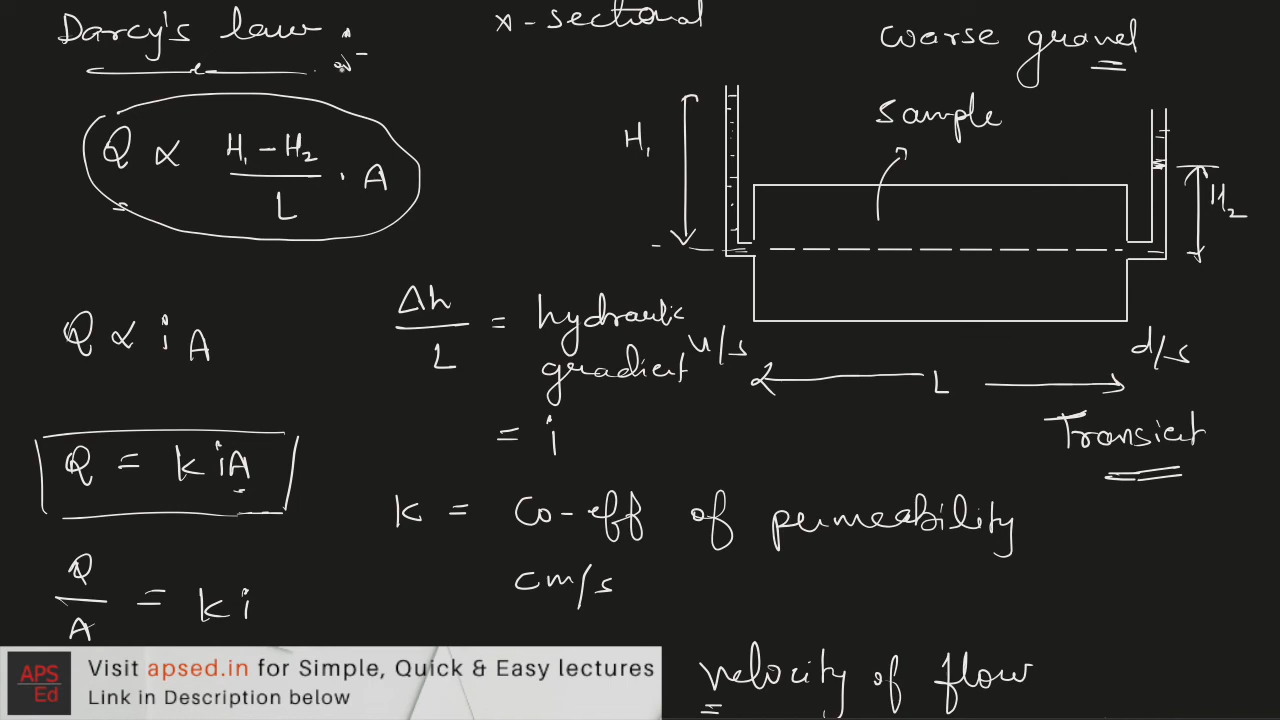 Darcy's law
x-sectional
coarse gravel
Q ∝ H₁ - H₂ / L . A
sample
H₁
H₂
Q ∝ i A
Δh / L = hydraulic gradient
= i
u/s
d/s
L
Transient
Q = k i A
k = co-eff of permeability
cm/s
Q / A = k i
velocity of flow
APS Ed
Visit apsed.in for Simple, Quick & Easy lectures
Link in Description below